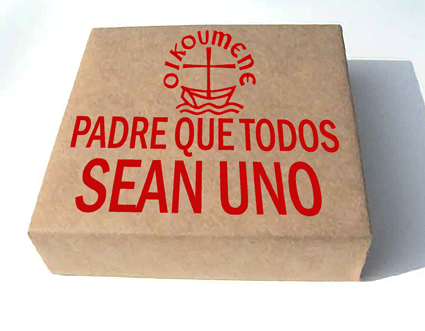 OIKOUMENE
PADRE QUE TODOS
SEAN UNO